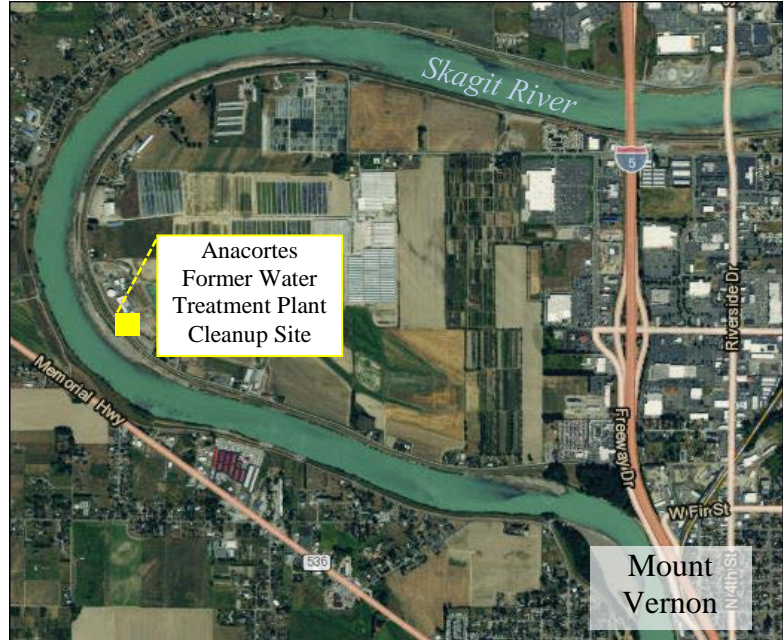 Skagit River
5
Anacortes
Former Water
Treatment Plant
Cleanup Site
Riverside Dr
Memorial Hwy
Freeway Dr
W Fir St
536
Mount
Vernon
N 4th St